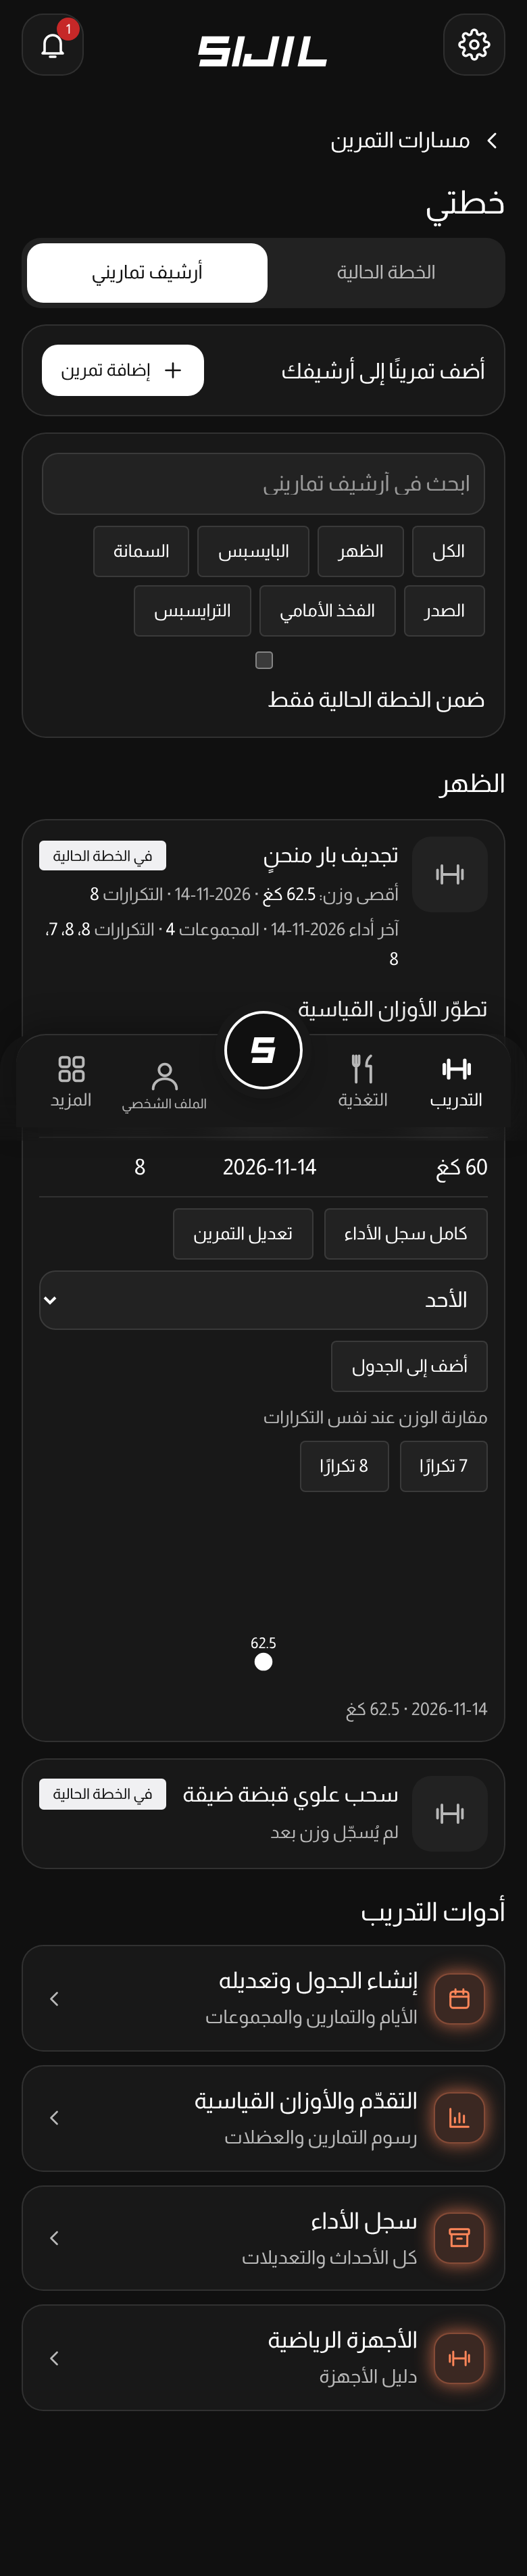 1
SIJIL
مسارات التمرين
خطتي
الخطة الحالية
أرشيف تماريني
أضف تمرينًا إلى أرشيفك
إضافة تمرين
ابحث في أرشيف تماريني
الكل
الظهر
البايسبس
السمانة
الصدر
الفخذ الأمامي
الترايسبس
ضمن الخطة الحالية فقط
الظهر
تجديف بار منحنٍ
في الخطة الحالية
أقصى وزن: 62.5 كغ · 2026-11-14 · التكرارات 8
آخر أداء 2026-11-14 · المجموعات 4 · التكرارات 8، 8، 7،
8
تطوّر الأوزان القياسية
التدريب
التغذية
S
الملف الشخصي
المزيد
60 كغ
2026-11-14
8
كامل سجل الأداء
تعديل التمرين
الأحد
أضف إلى الجدول
مقارنة الوزن عند نفس التكرارات
7 تكرارًا
8 تكرارًا
62.5
2026-11-14 · 62.5 كغ
سحب علوي قبضة ضيقة
في الخطة الحالية
لم يُسجّل وزن بعد
أدوات التدريب
إنشاء الجدول وتعديله
الأيام والتمارين والمجموعات
التقدّم والأوزان القياسية
رسوم التمارين والعضلات
سجل الأداء
كل الأحداث والتعديلات
الأجهزة الرياضية
دليل الأجهزة